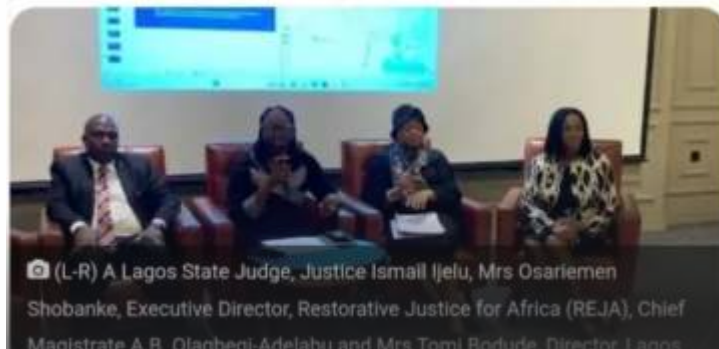 (L-R) A Lagos State Judge, Justice Ismail Ijelu, Mrs Osariemen
Shobanke, Executive Director, Restorative Justice for Africa (REJA), Chief
Magistrate A.B. Olagbegi-Adelabu and Mrs Tomi Bodude, Director, Lagos